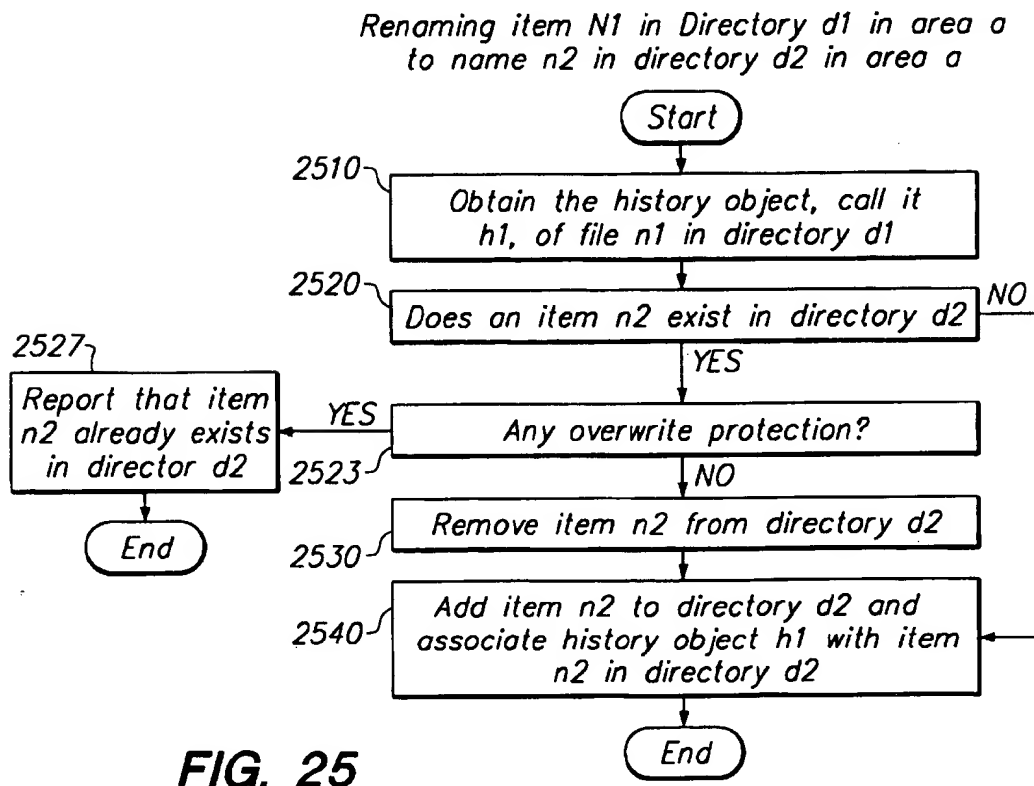 Renaming item N1 in Directory d1 in area a
to name n2 in directory d2 in area a
Start
2510
Obtain the history object, call it
h1, of file n1 in directory d1
2520
Does an item n2 exist in directory d2
NO
YES
2527
Report that item
n2 already exists
in director d2
YES
Any overwrite protection?
2523
NO
End
Remove item n2 from directory d2
2530
Add item n2 to directory d2 and
associate history object h1 with item
n2 in directory d2
2540
End
FIG. 25